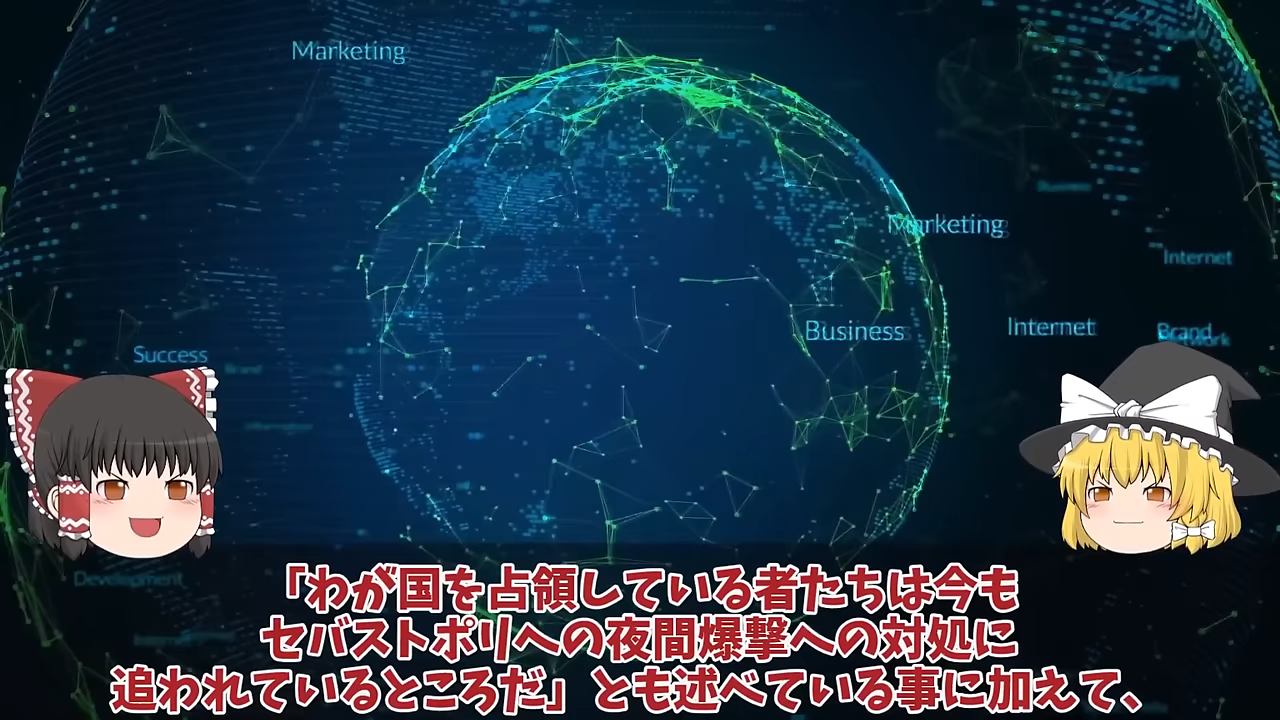 Marketing
Marketing
Marketing
Business
Internet
Business
Internet
Brand
Success
Brand
Development
「わが国を占領している者たちは今も
セバストポリへの夜間爆撃への対処に
追われているところだ」とも述べている事に加えて、